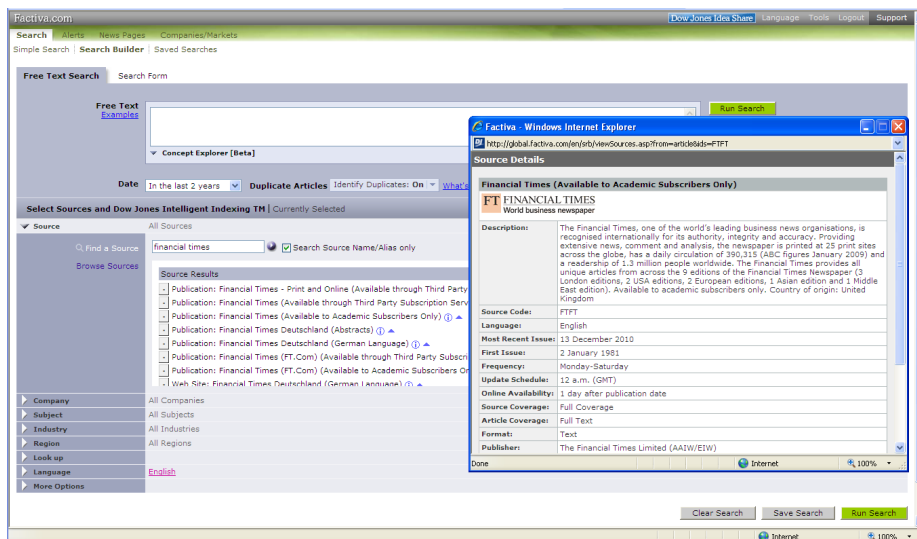 Factiva.com
Dow Jones Idea Share Language Tools Logout Support
Search Alerts News Pages Companies/Markets
Simple Search Search Builder Saved Searches
Free Text Search Search Form
Free Text
Examples
Run Search
Concept Explorer [Beta]
Date In the last 2 years Duplicate Articles Identify Duplicates: On What's
Select Sources and Dow Jones Intelligent Indexing TM | Currently Selected
Source All Sources
Find a Source financial times Search Source Name/Alias only
Browse Sources
Source Results
Publication: Financial Times - Print and Online (Available through Third Party
Publication: Financial Times (Available through Third Party Subscription Serv
Publication: Financial Times (Available to Academic Subscribers Only)
Publication: Financial Times Deutschland (Abstracts)
Publication: Financial Times Deutschland (German Language)
Publication: Financial Times (FT.Com) (Available through Third Party Subscri
Publication: Financial Times (FT.Com) (Available to Academic Subscribers Or
Web Site: Financial Times Deutschland (German Language)
Company All Companies
Subject All Subjects
Industry All Industries
Region All Regions
Look up
Language English
More Options
Clear Search Save Search Run Search
Internet 100%
Factiva - Windows Internet Explorer
http://global.factiva.com/en/srb/viewSources.asp?from=article&ids=FTFT
Source Details
Financial Times (Available to Academic Subscribers Only)
FT FINANCIAL TIMES
World business newspaper
Description: The Financial Times, one of the world's leading business news organisations, is
recognised internationally for its authority, integrity and accuracy. Providing
extensive news, comment and analysis, the newspaper is printed at 25 print sites
across the globe, has a daily circulation of 390,315 (ABC figures January 2009) and
a readership of 1.3 million people worldwide. The Financial Times provides all
unique articles from across the 9 editions of the Financial Times Newspaper (3
London editions, 2 USA editions, 2 European editions, 1 Asian edition and 1 Middle
East edition). Available to academic subscribers only. Country of origin: United
Kingdom
Source Code: FTFT
Language: English
Most Recent Issue: 13 December 2010
First Issue: 2 January 1981
Frequency: Monday-Saturday
Update Schedule: 12 a.m. (GMT)
Online Availability: 1 day after publication date
Source Coverage: Full Coverage
Article Coverage: Full Text
Format: Text
Publisher: The Financial Times Limited (AAIW/EIW)
Done Internet 100%